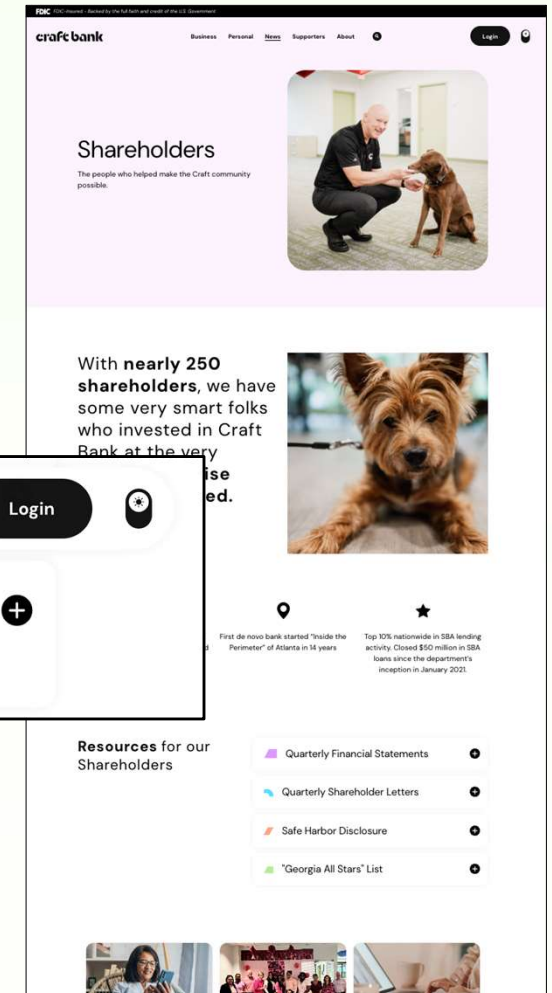 FDIC FDIC-Insured - Backed by the full faith and credit of the U.S. Government
craft bank
Business Personal News Supporters About
Login
Shareholders
The people who helped make the Craft community
possible.
With nearly 250
shareholders, we have
some very smart folks
who invested in Craft
Bank at the very
ise
ed.
Login
d
First de novo bank started "Inside the
Perimeter" of Atlanta in 14 years
Top 10% nationwide in SBA lending
activity. Closed $50 million in SBA
loans since the department's
inception in January 2021.
Resources for our
Shareholders
Quarterly Financial Statements
Quarterly Shareholder Letters
Safe Harbor Disclosure
"Georgia All Stars" List